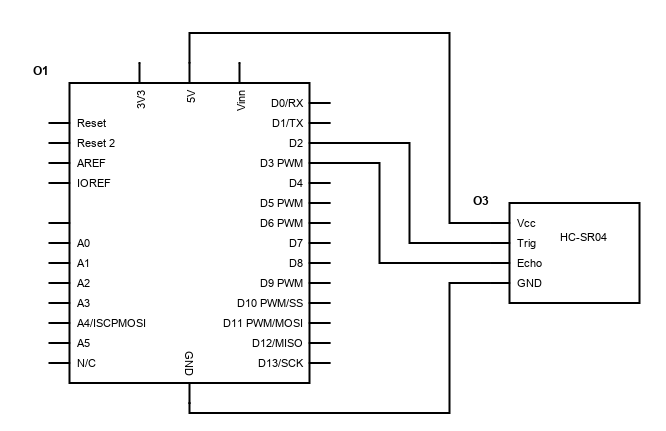 O1
3V3
5V
Vinn
D0/RX
Reset
D1/TX
Reset 2
D2
AREF
D3 PWM
IOREF
D4
D5 PWM
D6 PWM
A0
D7
A1
D8
A2
D9 PWM
A3
D10 PWM/SS
A4/ISCPMOSI
D11 PWM/MOSI
A5
D12/MISO
N/C
D13/SCK
GND
O3
Vcc
HC-SR04
Trig
Echo
GND